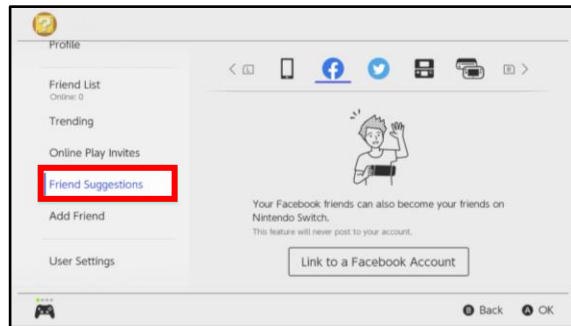 Profile
Friend List
Online: 0
Trending
Online Play Invites
Friend Suggestions
Add Friend
User Settings
L
R
Your Facebook friends can also become your friends on
Nintendo Switch.
This feature will never post to your account.
Link to a Facebook Account
B Back A OK